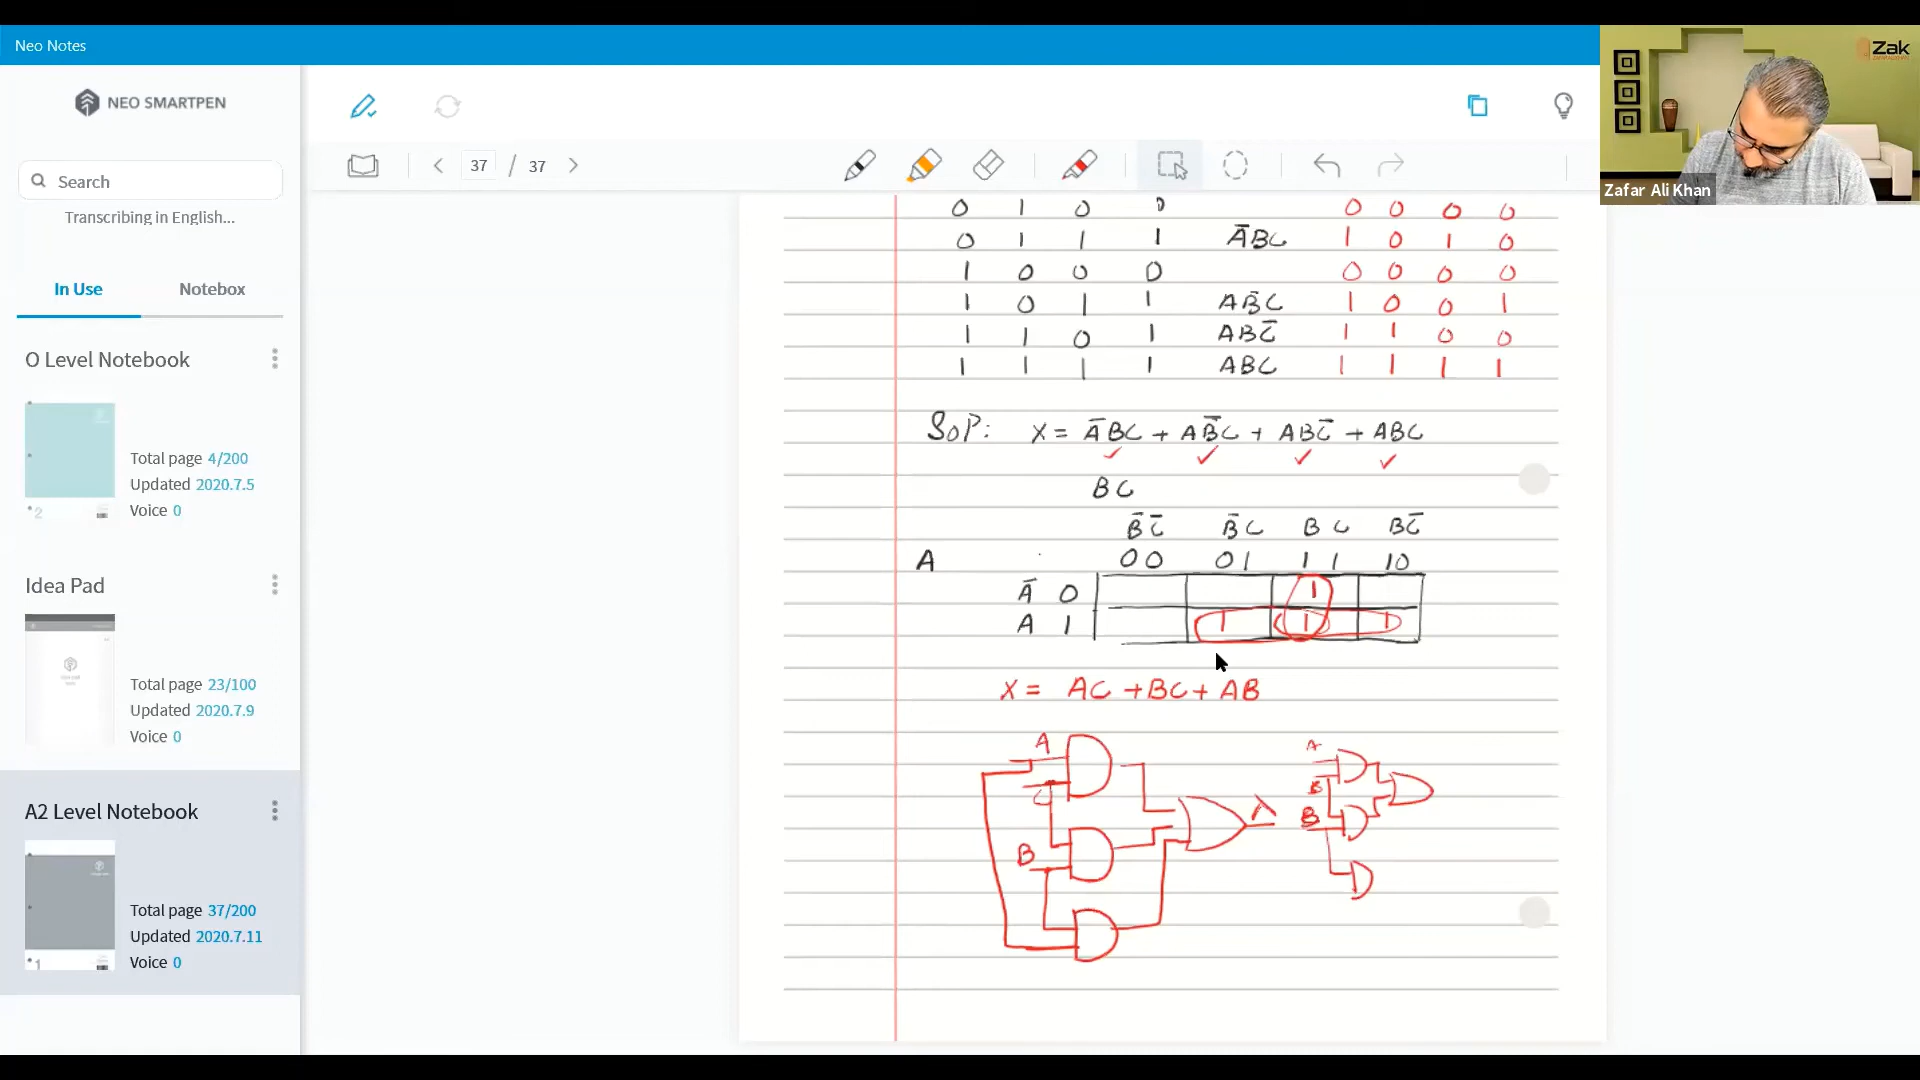 Neo Notes
Zak
Zafar Ali Khan
NEO SMARTPEN
Search
Transcribing in English...
In Use Notebox
O Level Notebook
Total page 4/200
Updated 2020.7.5
Voice 0
2
Idea Pad
Total page 23/100
Updated 2020.7.9
Voice 0
A2 Level Notebook
Total page 37/200
Updated 2020.7.11
Voice 0
1
37 / 37
0 1 0 0 0 0 0 0
0 1 1 1 A̅BC 1 0 1 0
1 0 0 0 0 0 0 0
1 0 1 1 AB̅C 1 0 0 1
1 1 0 1 ABC̅ 1 1 0 0
1 1 1 1 ABC 1 1 1 1
SoP: X = A̅BC + AB̅C + ABC̅ + ABC
BC
B̅C̅ B̅C BC BC̅
A 00 01 11 10
A̅ 0 1
A 1 1 1 1
X = AC + BC + AB
A A
C B
B B